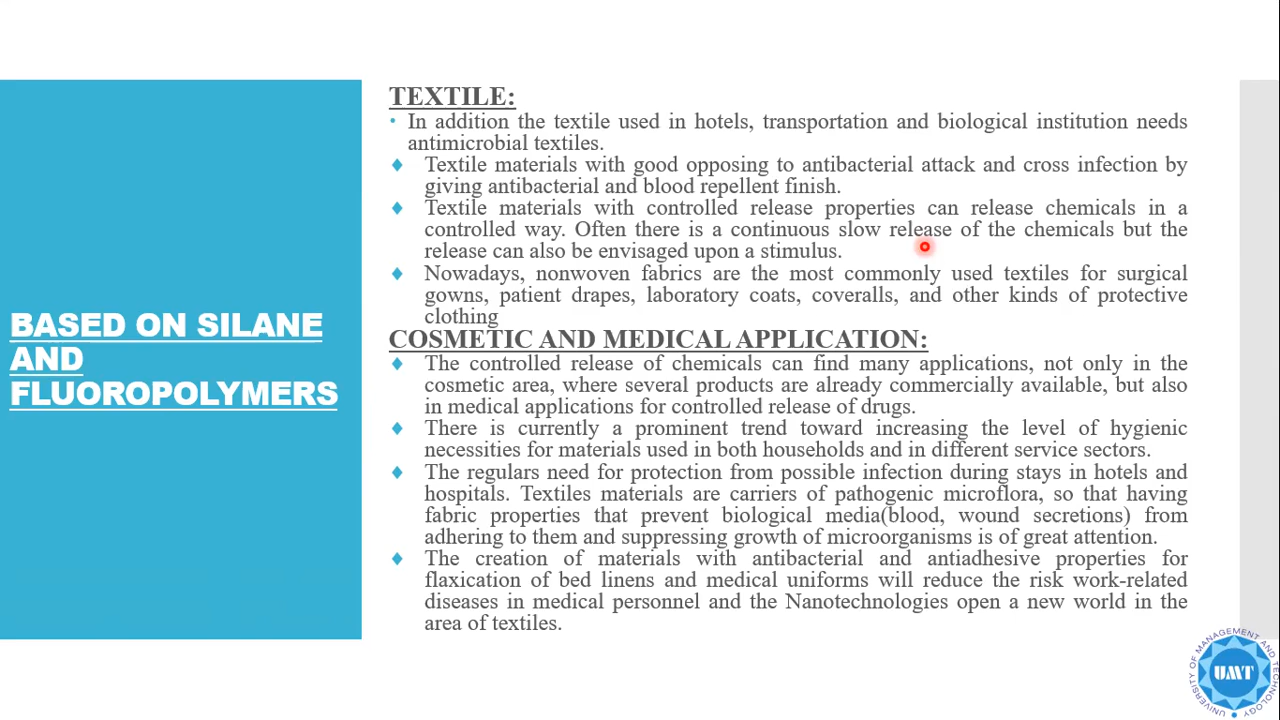 BASED ON SILANE
AND
FLUOROPOLYMERS
TEXTILE:
• In addition the textile used in hotels, transportation and biological institution needs
antimicrobial textiles.
♦ Textile materials with good opposing to antibacterial attack and cross infection by
giving antibacterial and blood repellent finish.
♦ Textile materials with controlled release properties can release chemicals in a
controlled way. Often there is a continuous slow release of the chemicals but the
release can also be envisaged upon a stimulus.
♦ Nowadays, nonwoven fabrics are the most commonly used textiles for surgical
gowns, patient drapes, laboratory coats, coveralls, and other kinds of protective
clothing
COSMETIC AND MEDICAL APPLICATION:
♦ The controlled release of chemicals can find many applications, not only in the
cosmetic area, where several products are already commercially available, but also
in medical applications for controlled release of drugs.
♦ There is currently a prominent trend toward increasing the level of hygienic
necessities for materials used in both households and in different service sectors.
♦ The regulars need for protection from possible infection during stays in hotels and
hospitals. Textiles materials are carriers of pathogenic microflora, so that having
fabric properties that prevent biological media(blood, wound secretions) from
adhering to them and suppressing growth of microorganisms is of great attention.
♦ The creation of materials with antibacterial and antiadhesive properties for
flaxication of bed linens and medical uniforms will reduce the risk work-related
diseases in medical personnel and the Nanotechnologies open a new world in the
area of textiles.
UNIVERSITY OF MANAGEMENT AND TECHNOLOGY
UMT